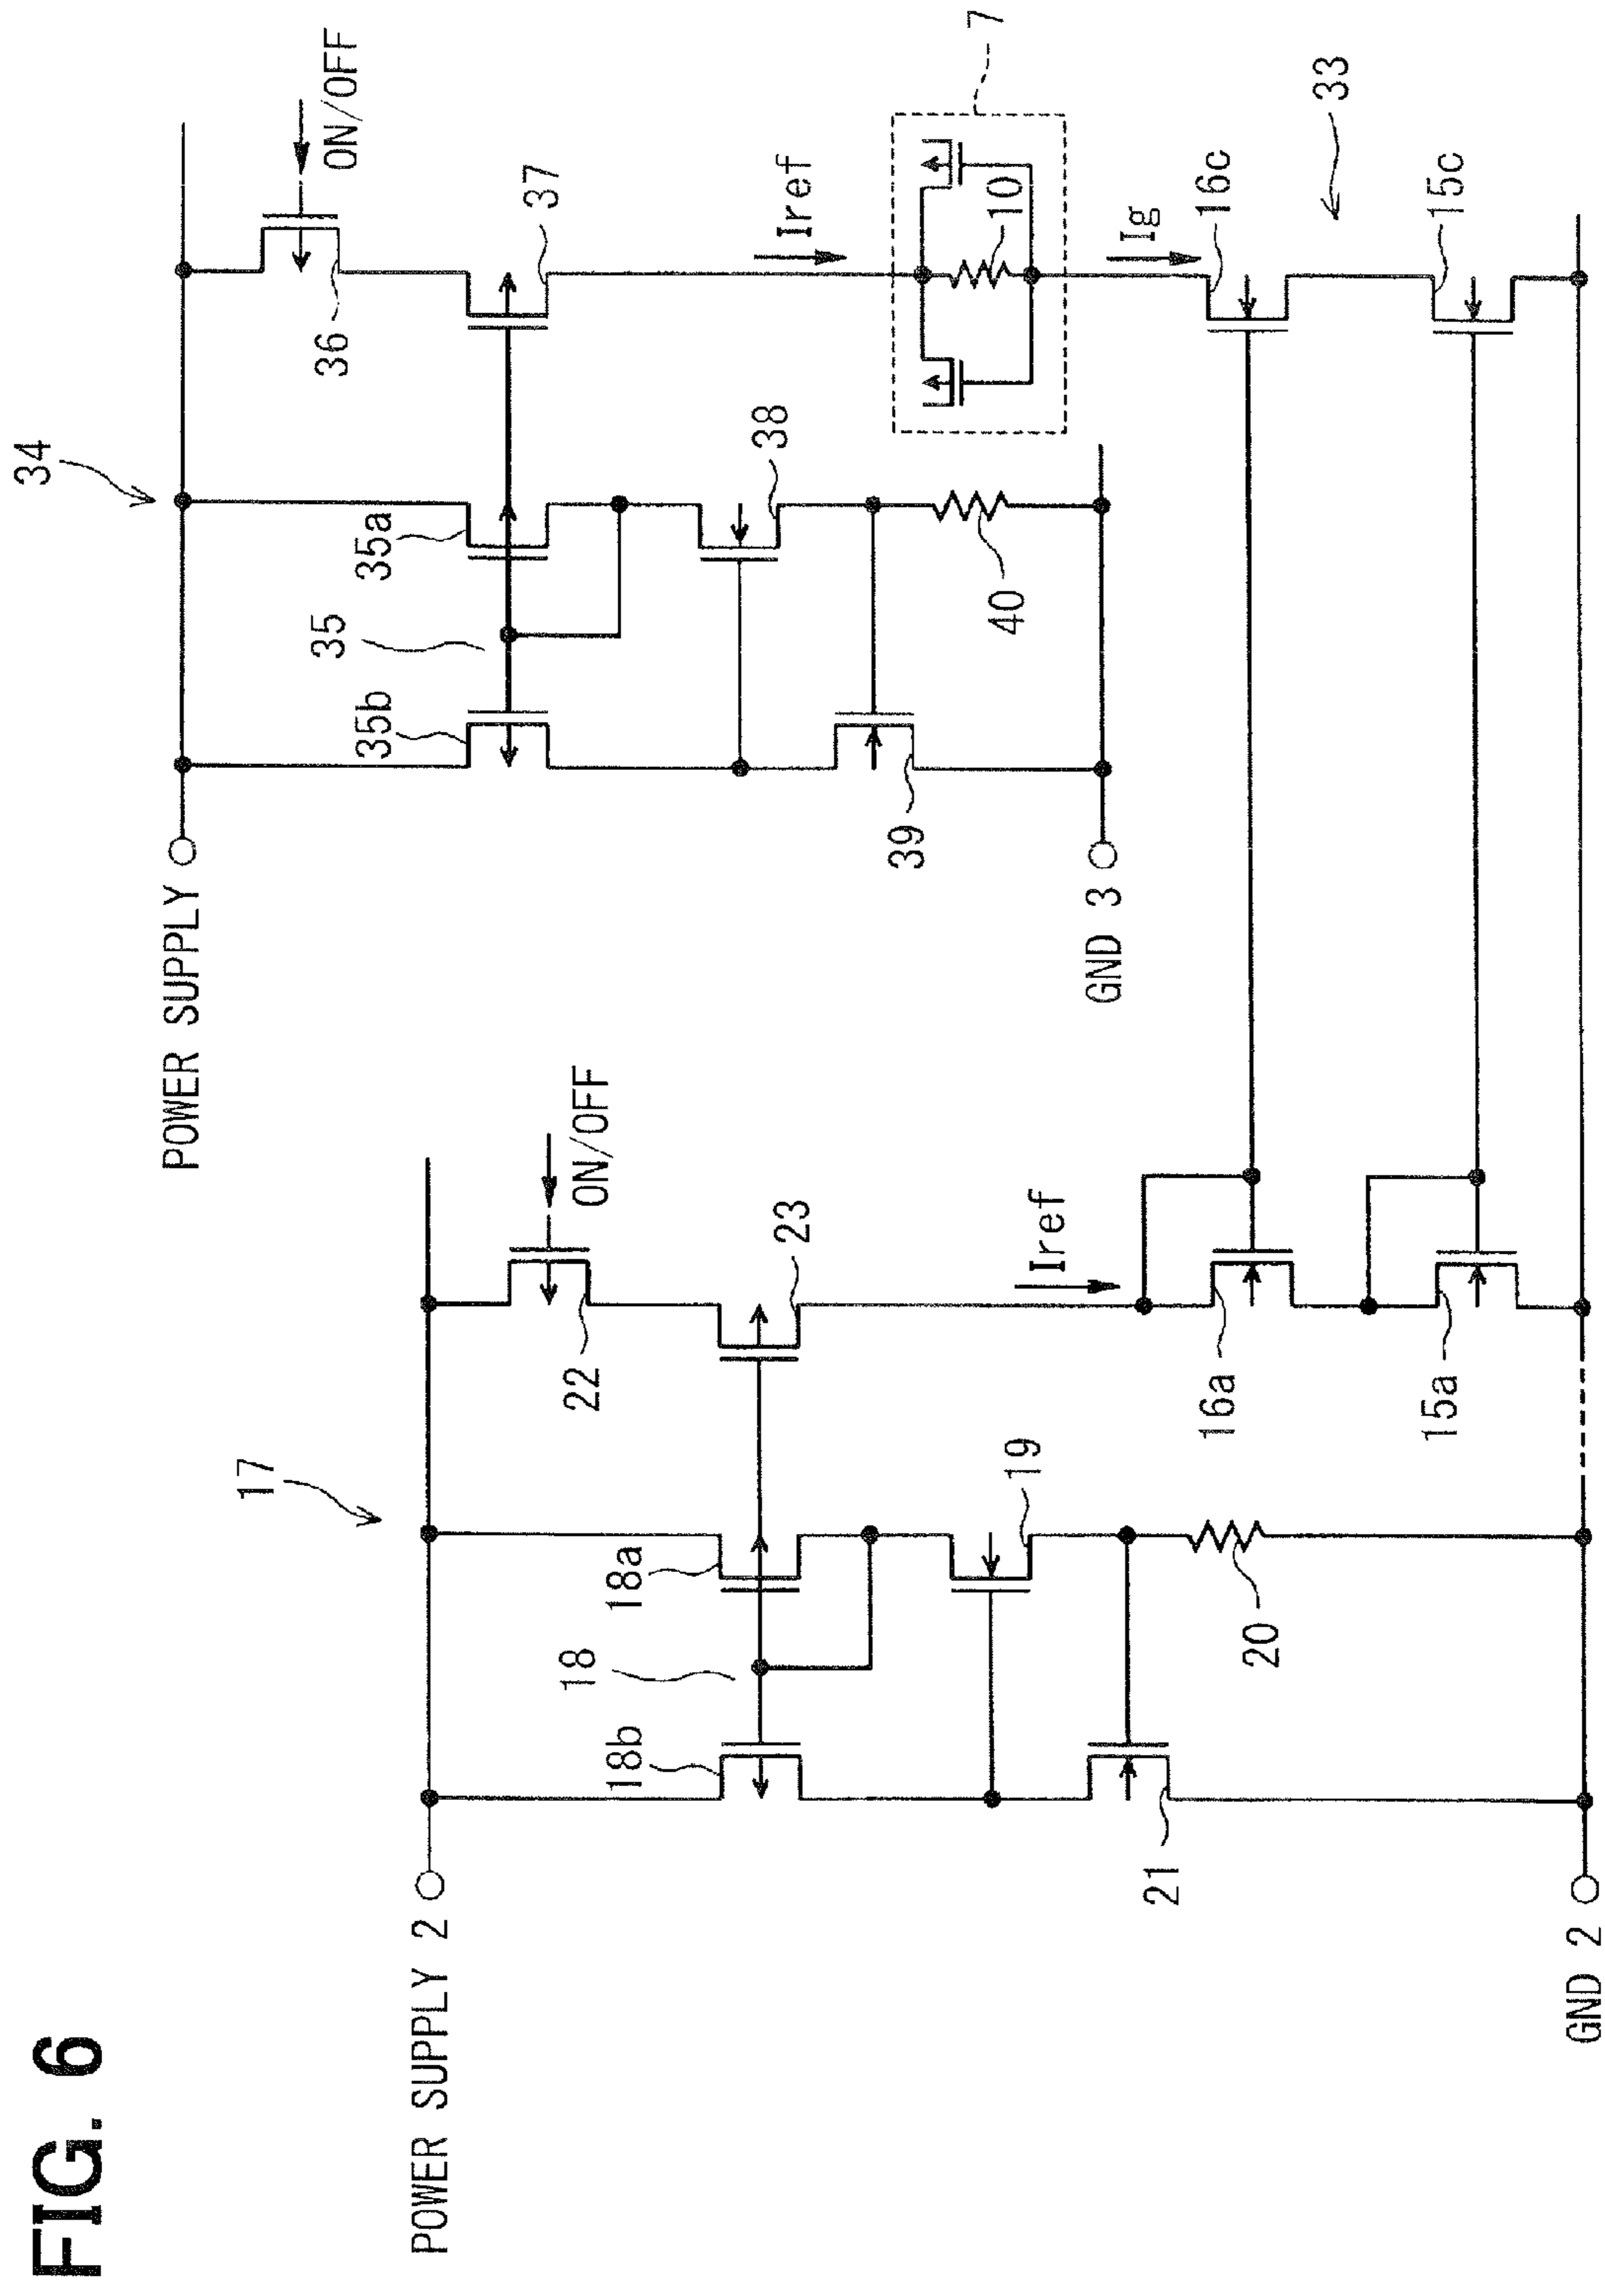 FIG. 6
34
POWER SUPPLY
ON/OFF
36
35a
35b
35
37
38
Iref
7
10
39
40
GND 3
Ig
16c
33
15c
17
POWER SUPPLY 2
ON/OFF
22
18a
18
18b
23
19
Iref
21
20
16a
15a
GND 2